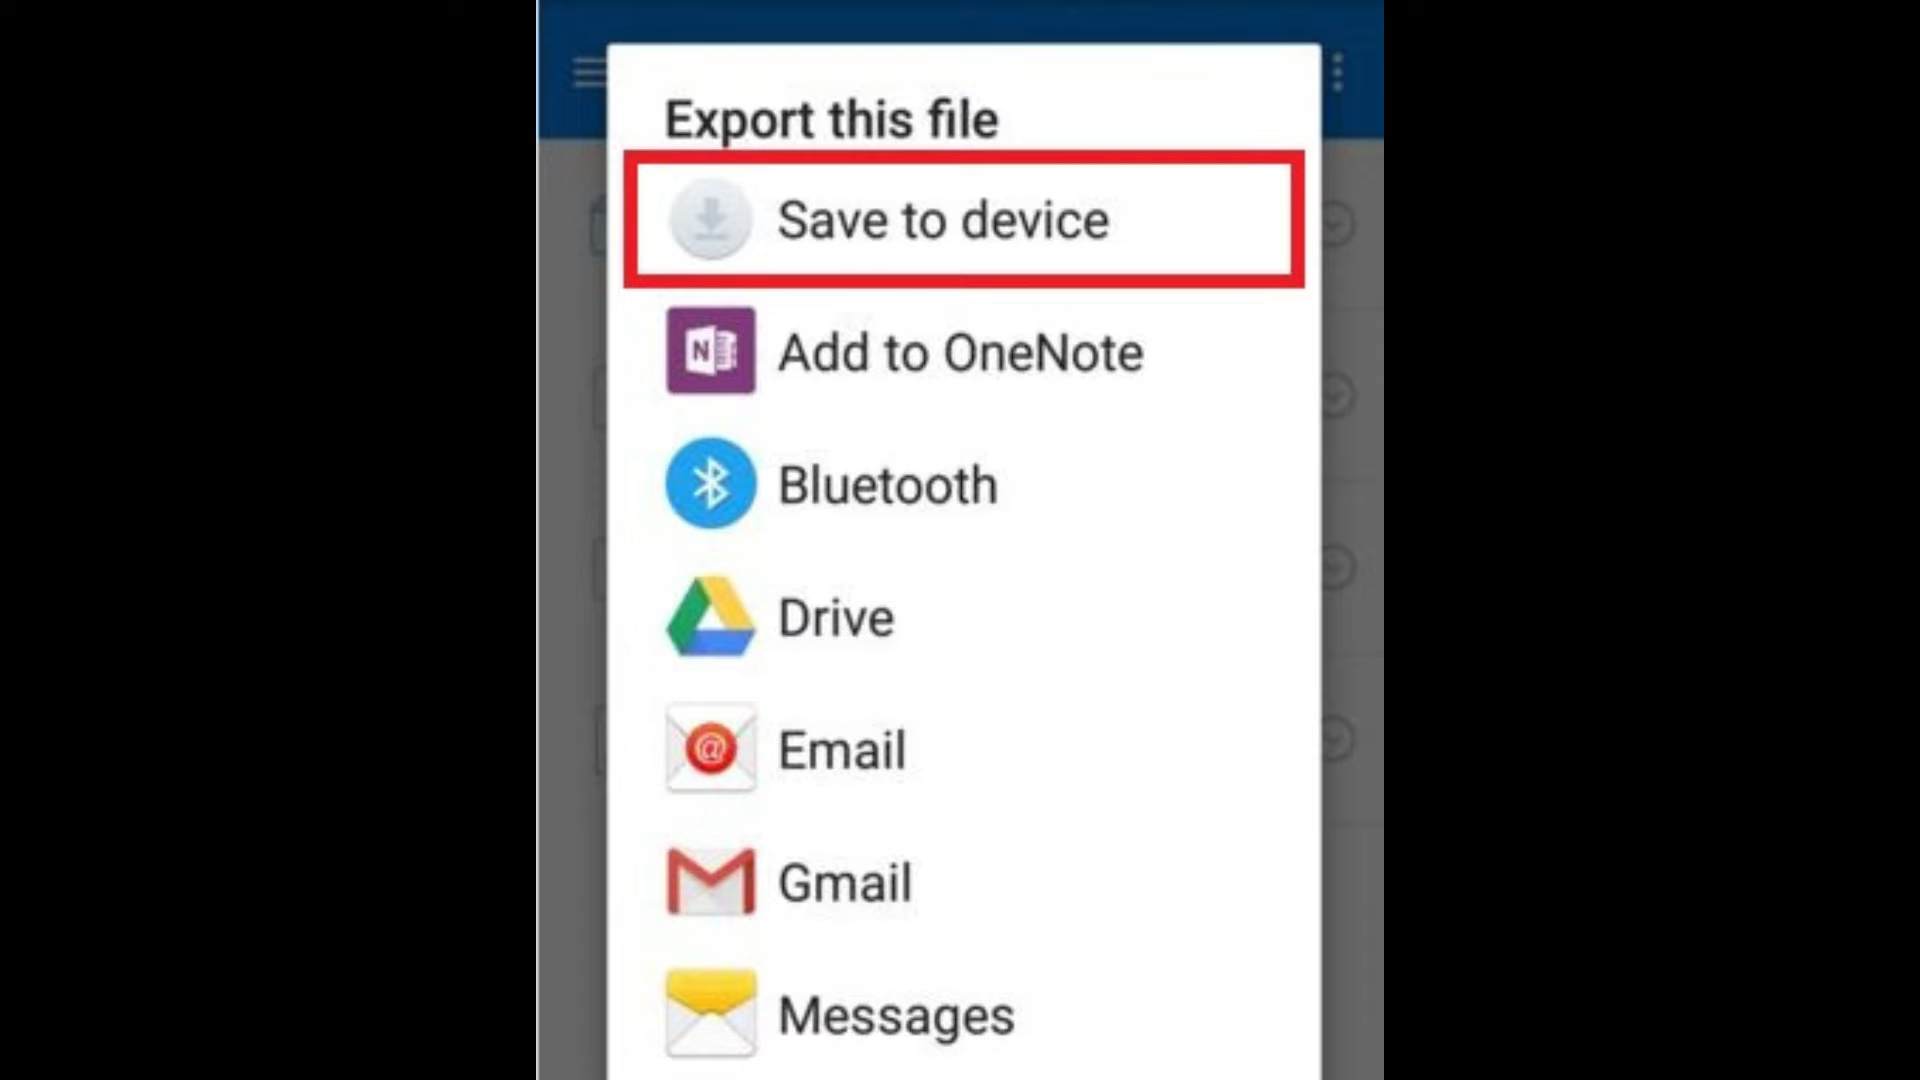 Export this file
Save to device
N
Add to OneNote
Bluetooth
Drive
@
Email
Gmail
Messages